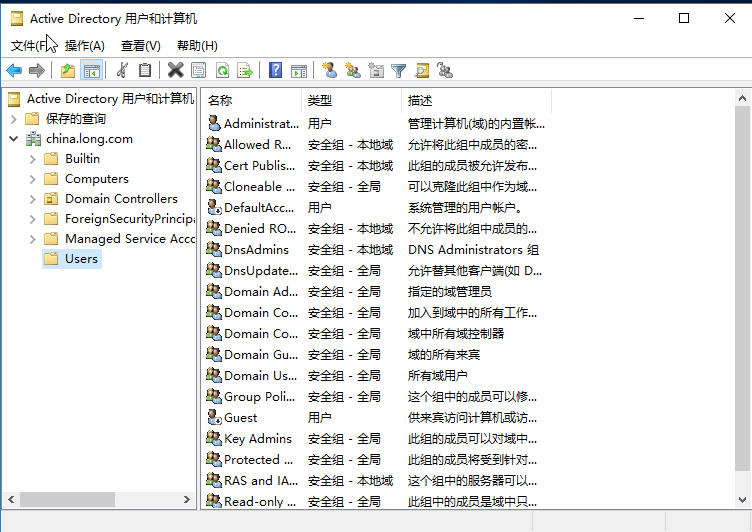 Active Directory 用户和计算机
文件(F) 操作(A) 查看(V) 帮助(H)
Active Directory 用户和计算机
保存的查询
china.long.com
Builtin
Computers
Domain Controllers
ForeignSecurityPrincipa
Managed Service Acco
Users
名称 类型 描述
Administrat... 用户 管理计算机(域)的内置帐...
Allowed R... 安全组 - 本地域 允许将此组中成员的密...
Cert Publis... 安全组 - 本地域 此组的成员被允许发布...
Cloneable ... 安全组 - 全局 可以克隆此组中作为域...
DefaultAcc... 用户 系统管理的用户帐户。
Denied RO... 安全组 - 本地域 不允许将此组中成员的...
DnsAdmins 安全组 - 本地域 DNS Administrators 组
DnsUpdate... 安全组 - 全局 允许替其他客户端(如 D...
Domain Ad... 安全组 - 全局 指定的域管理员
Domain Co... 安全组 - 全局 加入到域中的所有工作...
Domain Co... 安全组 - 全局 域中所有域控制器
Domain Gu... 安全组 - 全局 域的所有来宾
Domain Us... 安全组 - 全局 所有域用户
Group Poli... 安全组 - 全局 这个组中的成员可以修...
Guest 用户 供来宾访问计算机或访...
Key Admins 安全组 - 全局 此组的成员可以对域中...
Protected ... 安全组 - 全局 此组的成员将受到针对...
RAS and IA... 安全组 - 本地域 这个组中的服务器可以...
Read-only ... 安全组 - 全局 此组中的成员是域中只...